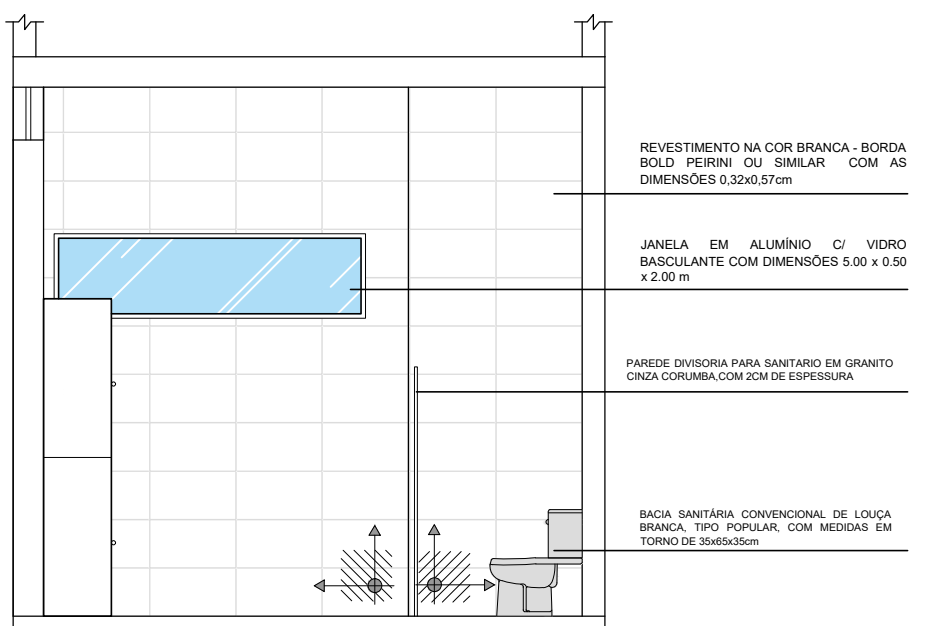 REVESTIMENTO NA COR BRANCA - BORDA
BOLD PEIRINI OU SIMILAR COM AS
DIMENSÕES 0,32x0,57cm
JANELA EM ALUMÍNIO C/ VIDRO
BASCULANTE COM DIMENSÕES 5.00 x 0.50
x 2.00 m
PAREDE DIVISORIA PARA SANITARIO EM GRANITO
CINZA CORUMBA,COM 2CM DE ESPESSURA
BACIA SANITÁRIA CONVENCIONAL DE LOUÇA
BRANCA, TIPO POPULAR, COM MEDIDAS EM
TORNO DE 35x65x35cm